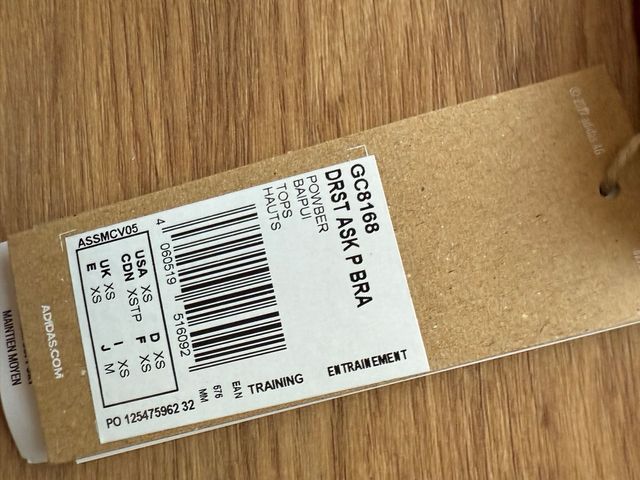 GC8168
DRST ASK P BRA
POWBER
BAIPUI
TOPS
HAUTS
TRAINING
ENTRAINEMENT
4 060519 516092
EAN
676
MM
ASSMCV05
USA XS D XS
CDN XSTP F XS
UK XS I XS
E XS J M
PO 125475962 32
ADIDAS.COM
MAINTIEN MOYEN